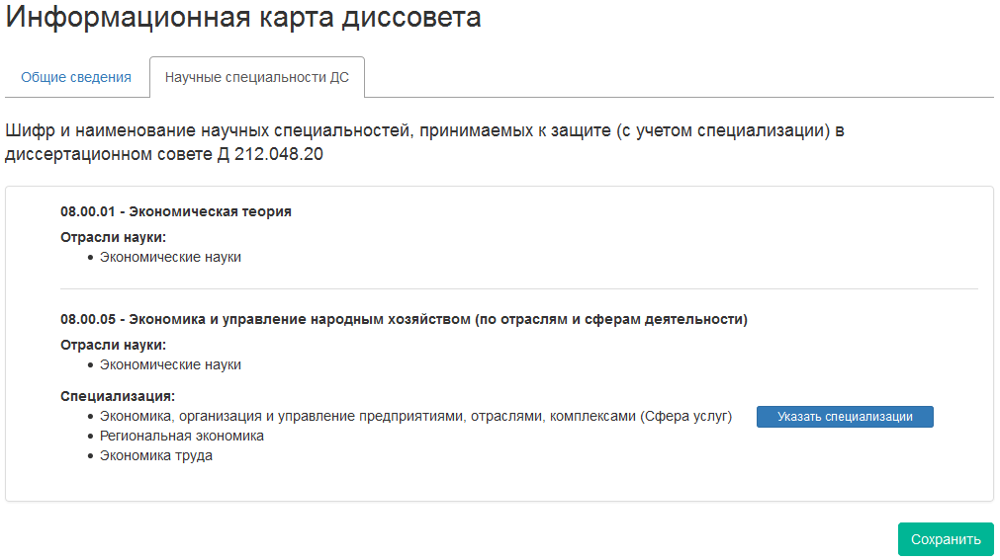 Информационная карта диссовета
Общие сведения
Научные специальности ДС
Шифр и наименование научных специальностей, принимаемых к защите (с учетом специализации) в
диссертационном совете Д 212.048.20
08.00.01 - Экономическая теория
Отрасли науки:
Экономические науки
08.00.05 - Экономика и управление народным хозяйством (по отраслям и сферам деятельности)
Отрасли науки:
Экономические науки
Специализация:
Экономика, организация и управление предприятиями, отраслями, комплексами (Сфера услуг)
Указать специализации
Региональная экономика
Экономика труда
Сохранить